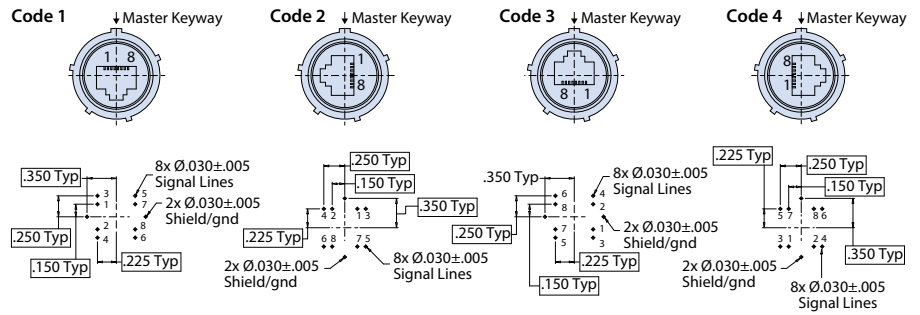 Code 1
Master Keyway
1 8
.350 Typ
8x Ø.030±.005
Signal Lines
2x Ø.030±.005
Shield/gnd
3 5
1 7
2 8
4 6
.250 Typ
.150 Typ
.225 Typ
Code 2
Master Keyway
1
8
.250 Typ
.150 Typ
.350 Typ
4 2 1 3
.225 Typ
6 8 7 5
2x Ø.030±.005
Shield/gnd
8x Ø.030±.005
Signal Lines
Code 3
Master Keyway
8 1
.350 Typ
8x Ø.030±.005
Signal Lines
6 4
8 2
2x Ø.030±.005
Shield/gnd
7 1
5 3
.250 Typ
.150 Typ
.225 Typ
Code 4
Master Keyway
8
1
.225 Typ
.250 Typ
.150 Typ
5 7 8 6
3 1 2 4
.350 Typ
2x Ø.030±.005
Shield/gnd
8x Ø.030±.005
Signal Lines